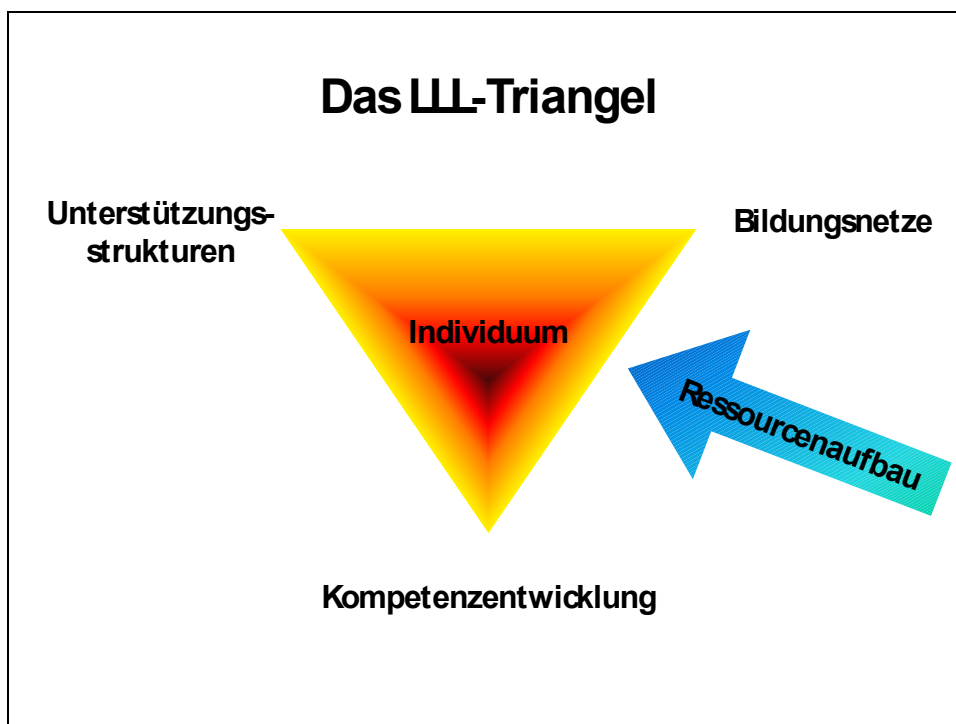 Das LLL-Triangel
Unterstützungs-
strukturen
Bildungsnetze
Individuum
Ressourcenaufbau
Kompetenzentwicklung